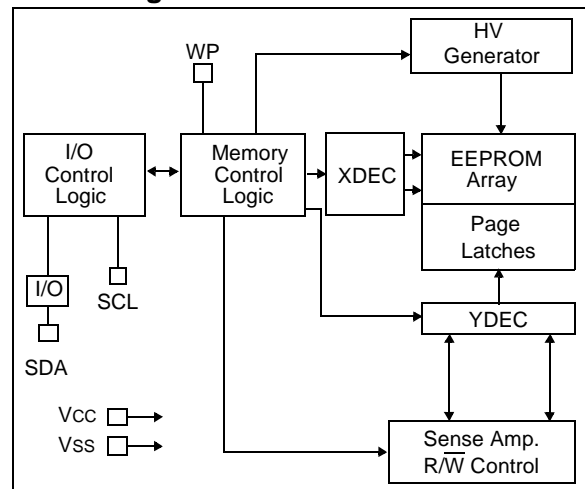 HV
Generator
WP
I/O
Control
Logic
Memory
Control
Logic
XDEC
EEPROM
Array
Page
Latches
I/O
SCL
SDA
YDEC
VCC
VSS
Sense Amp.
R/W̅ Control